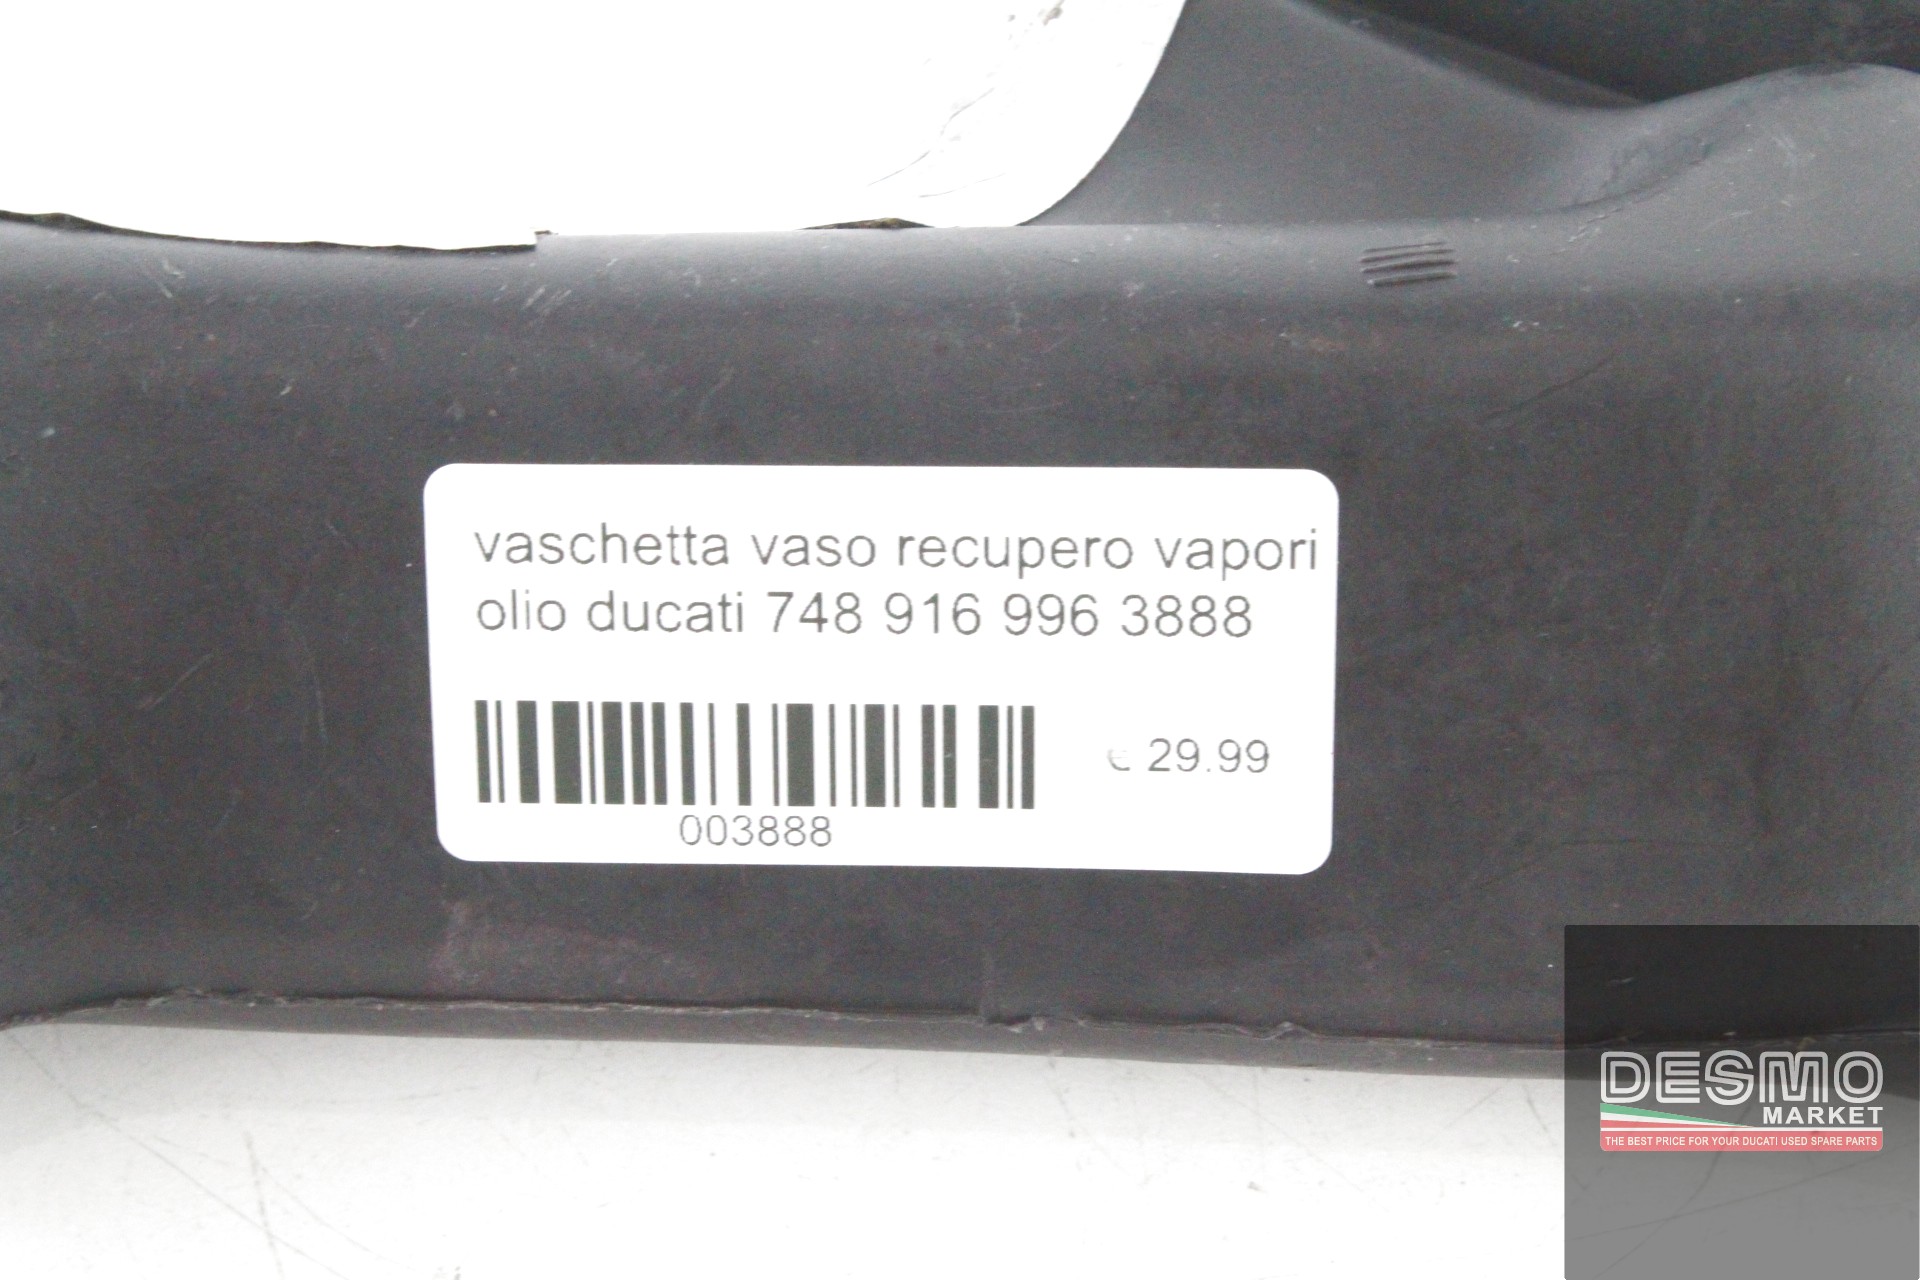 vaschetta vaso recupero vapori
olio ducati 748 916 996 3888
€ 29.99
003888
DESMO
MARKET
THE BEST PRICE FOR YOUR DUCATI USED SPARE PARTS